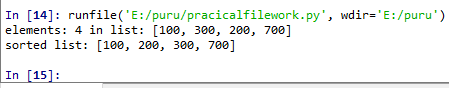 In [14]: runfile('E:/puru/pracicalfilework.py', wdir='E:/puru')
elements: 4 in list: [100, 300, 200, 700]
sorted list: [100, 200, 300, 700]
In [15]: